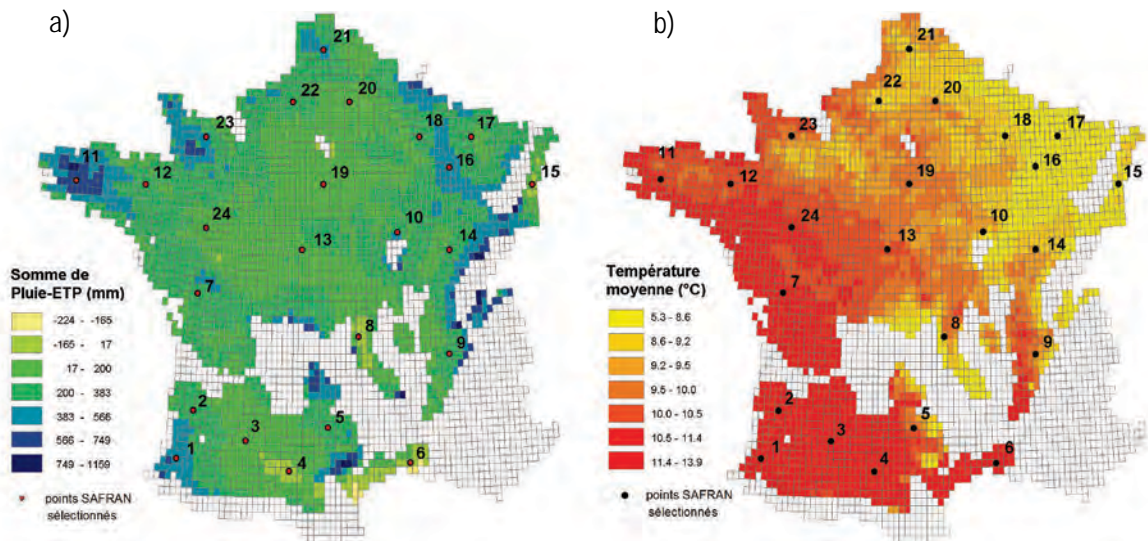 a)
21
22
20
23
18
17
11
12
16
15
19
24
10
13
14
7
8
9
2
3
5
1
4
6
Somme de
Pluie-ETP (mm)
-224 - -165
-165 - 17
17 - 200
200 - 383
383 - 566
566 - 749
749 - 1159
points SAFRAN
sélectionnés
b)
21
22
20
23
18
17
11
12
16
15
19
24
10
13
14
7
8
9
2
3
5
1
4
6
Température
moyenne (°C)
5.3 - 8.6
8.6 - 9.2
9.2 - 9.5
9.5 - 10.0
10.0 - 10.5
10.5 - 11.4
11.4 - 13.9
points SAFRAN
sélectionnés